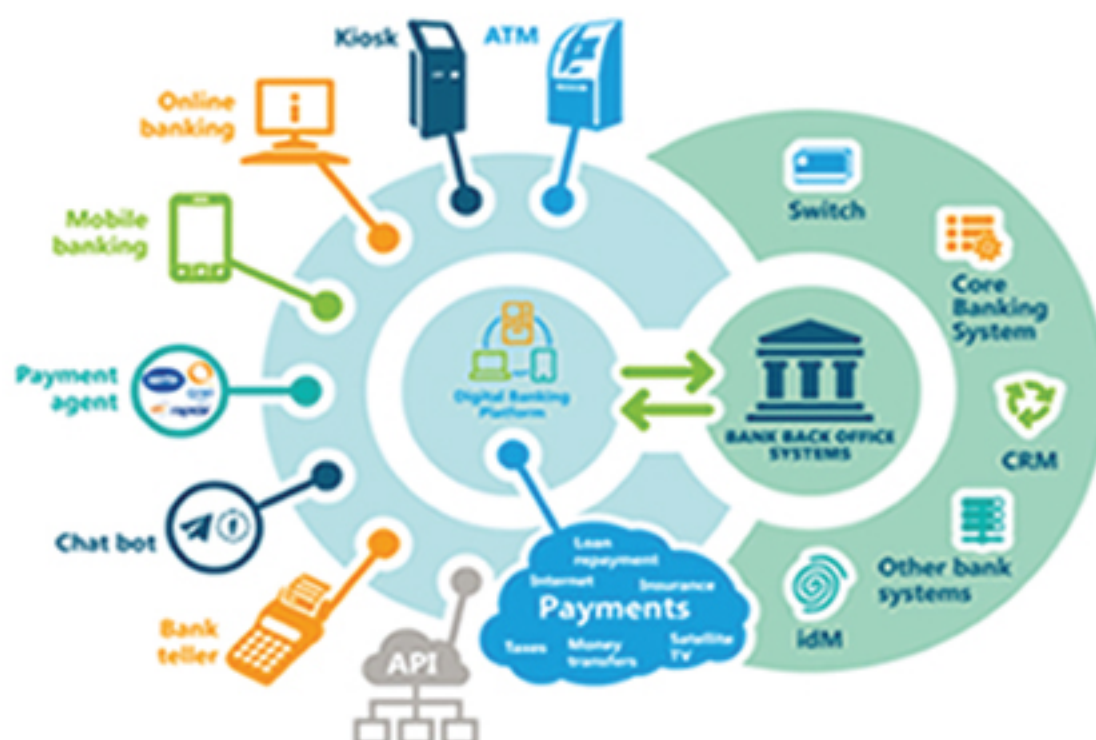 Kiosk
ATM
Online
banking
Mobile
banking
Payment
agent
Chat bot
Bank
teller
API
Digital Banking
Platform
Loan
repayment
Internet
Insurance
Payments
Taxes
Money
transfers
Satellite
TV
BANK BACK OFFICE
SYSTEMS
Switch
Core
Banking
System
CRM
Other bank
systems
idM